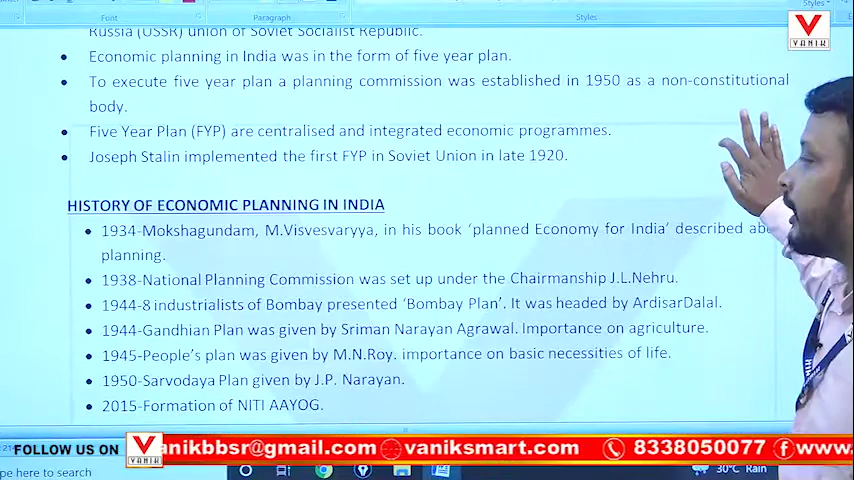 Font
Paragraph
Styles
Styles
Russia (USSR) union of Soviet Socialist Republic.
VANIK
• Economic planning in India was in the form of five year plan.
• To execute five year plan a planning commission was established in 1950 as a non-constitutional
body.
• Five Year Plan (FYP) are centralised and integrated economic programmes.
• Joseph Stalin implemented the first FYP in Soviet Union in late 1920.
HISTORY OF ECONOMIC PLANNING IN INDIA
• 1934-Mokshagundam, M.Visvesvaryya, in his book 'planned Economy for India' described
planning.
• 1938-National Planning Commission was set up under the Chairmanship J.L.Nehru.
• 1944-8 industrialists of Bombay presented 'Bombay Plan'. It was headed by ArdisarDalal.
• 1944-Gandhian Plan was given by Sriman Narayan Agrawal. Importance on agriculture.
• 1945-People's plan was given by M.N.Roy. importance on basic necessities of life.
• 1950-Sarvodaya Plan given by J.P. Narayan.
• 2015-Formation of NITI AAYOG.
FOLLOW US ON VANIK anikbbsr@gmail.com vaniksmart.com 8338050077 www
pe here to search 30°C Rain